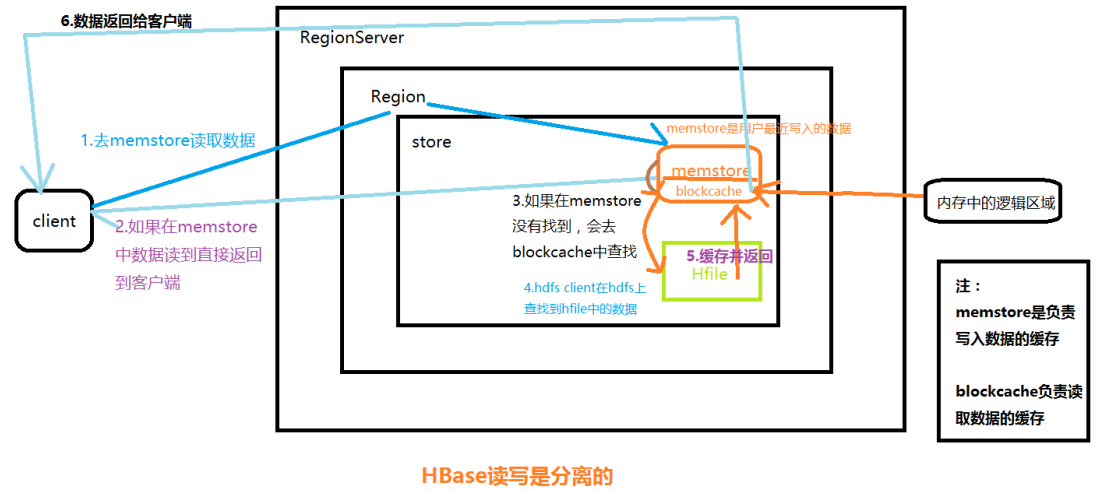 6.数据返回给客户端
RegionServer
Region
1.去memstore读取数据
memstore是用户最近写入的数据
store
memstore
blockcache
client
2.如果在memstore
中数据读到直接返回
到客户端
3.如果在memstore
没有找到，会去
blockcache中查找
内存中的逻辑区域
5.缓存并返回
Hfile
4.hdfs client在hdfs上
查找到hfile中的数据
注：
memstore是负责
写入数据的缓存
blockcache负责读
取数据的缓存
HBase读写是分离的